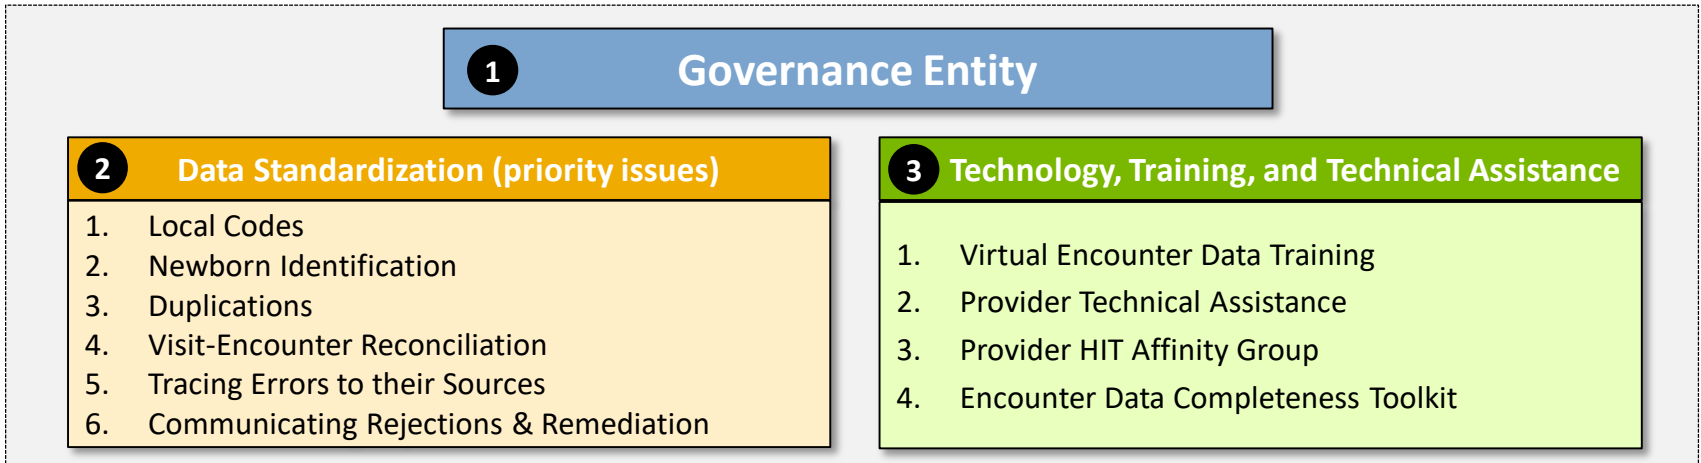 1 Governance Entity
2 Data Standardization (priority issues)
1. Local Codes
2. Newborn Identification
3. Duplications
4. Visit-Encounter Reconciliation
5. Tracing Errors to their Sources
6. Communicating Rejections & Remediation
3 Technology, Training, and Technical Assistance
1. Virtual Encounter Data Training
2. Provider Technical Assistance
3. Provider HIT Affinity Group
4. Encounter Data Completeness Toolkit